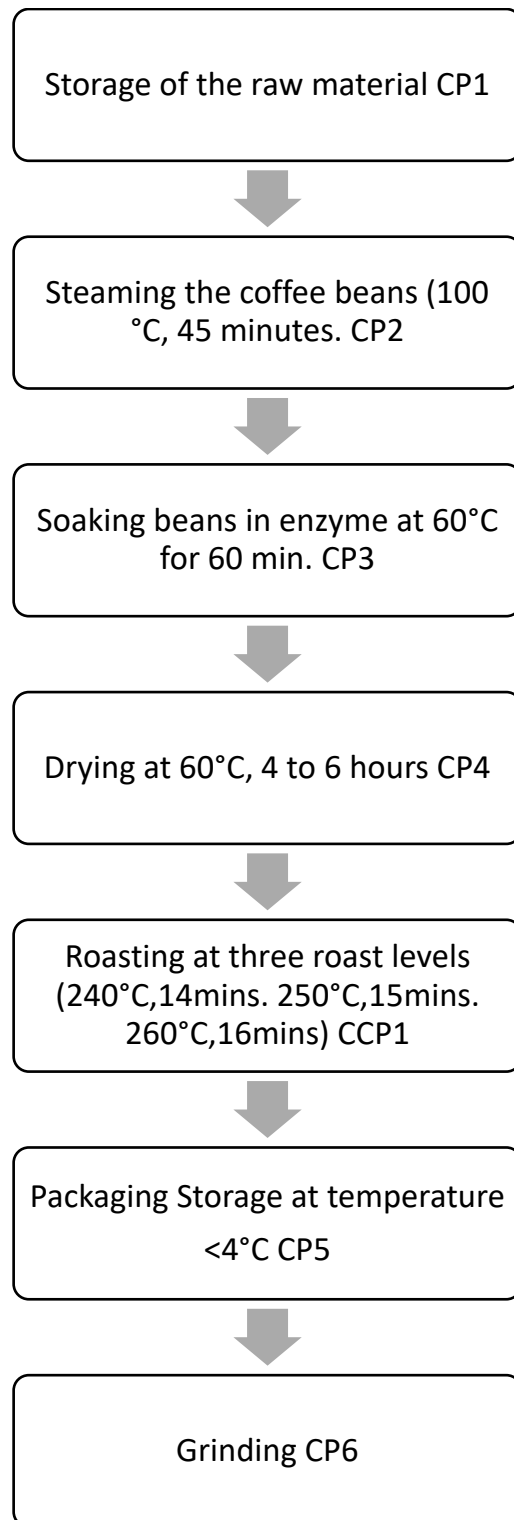 Storage of the raw material CP1
Steaming the coffee beans (100
°C, 45 minutes. CP2
Soaking beans in enzyme at 60°C
for 60 min. CP3
Drying at 60°C, 4 to 6 hours CP4
Roasting at three roast levels
(240°C,14mins. 250°C,15mins.
260°C,16mins) CCP1
Packaging Storage at temperature
<4°C CP5
Grinding CP6